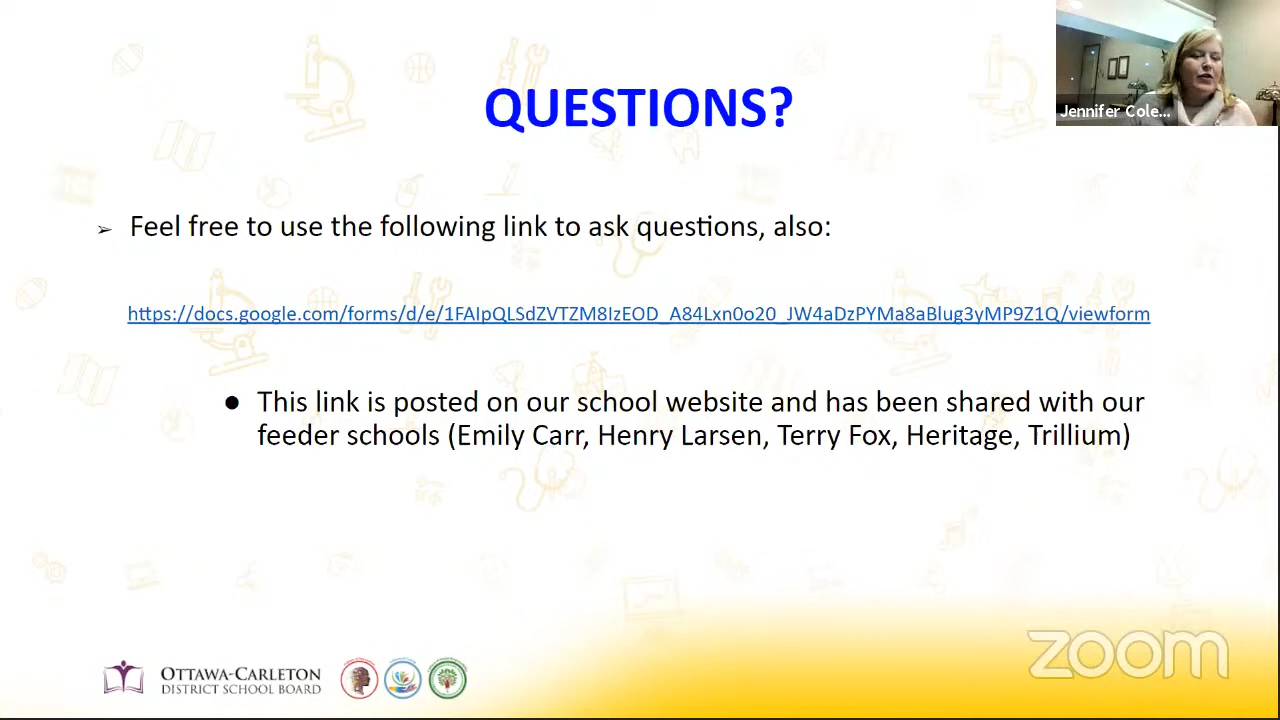 QUESTIONS?
Jennifer Cole...
➢ Feel free to use the following link to ask questions, also:
https://docs.google.com/forms/d/e/1FAIpQLSdZVTZM8IzEOD_A84Lxn0o20_JW4aDzPYMa8aBlug3yMP9Z1Q/viewform
● This link is posted on our school website and has been shared with our
feeder schools (Emily Carr, Henry Larsen, Terry Fox, Heritage, Trillium)
OTTAWA-CARLETON
DISTRICT SCHOOL BOARD
zoom